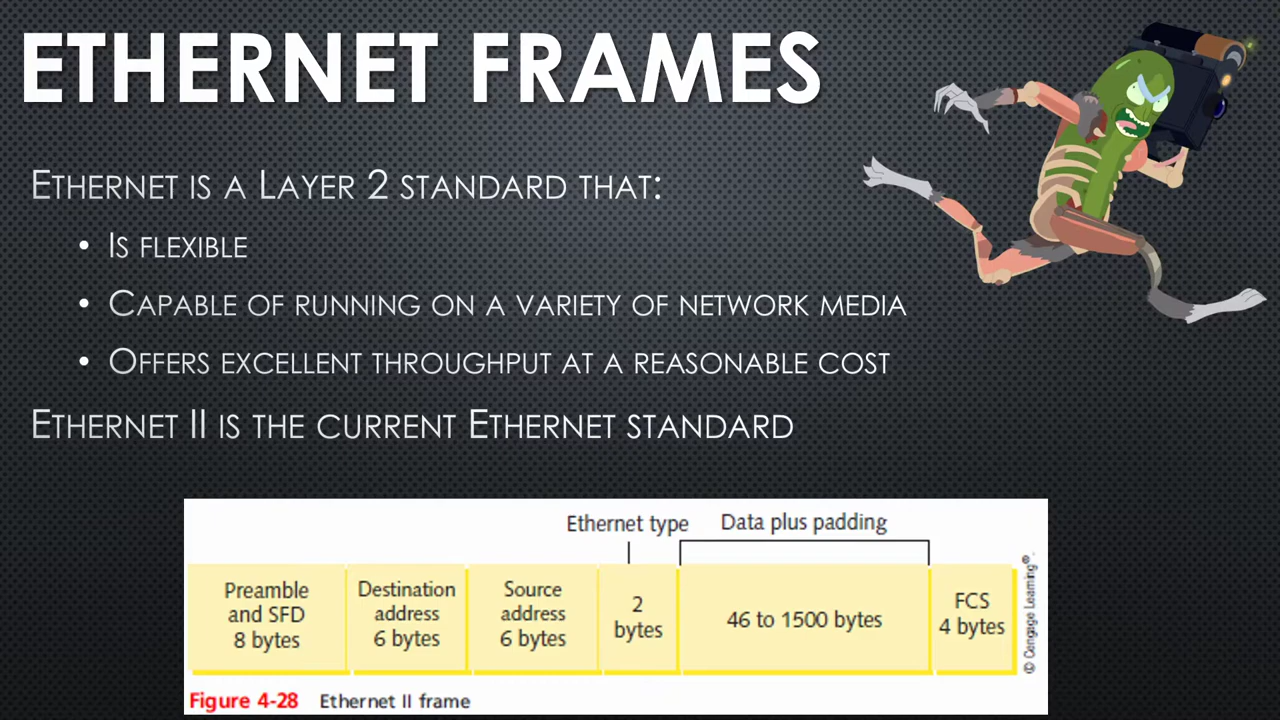 ETHERNET FRAMES
ETHERNET IS A LAYER 2 STANDARD THAT:
• IS FLEXIBLE
• CAPABLE OF RUNNING ON A VARIETY OF NETWORK MEDIA
• OFFERS EXCELLENT THROUGHPUT AT A REASONABLE COST
ETHERNET II IS THE CURRENT ETHERNET STANDARD
Ethernet type
Data plus padding
Preamble
and SFD
8 bytes
Destination
address
6 bytes
Source
address
6 bytes
2
bytes
46 to 1500 bytes
FCS
4 bytes
© Cengage Learning®.
Figure 4-28 Ethernet II frame